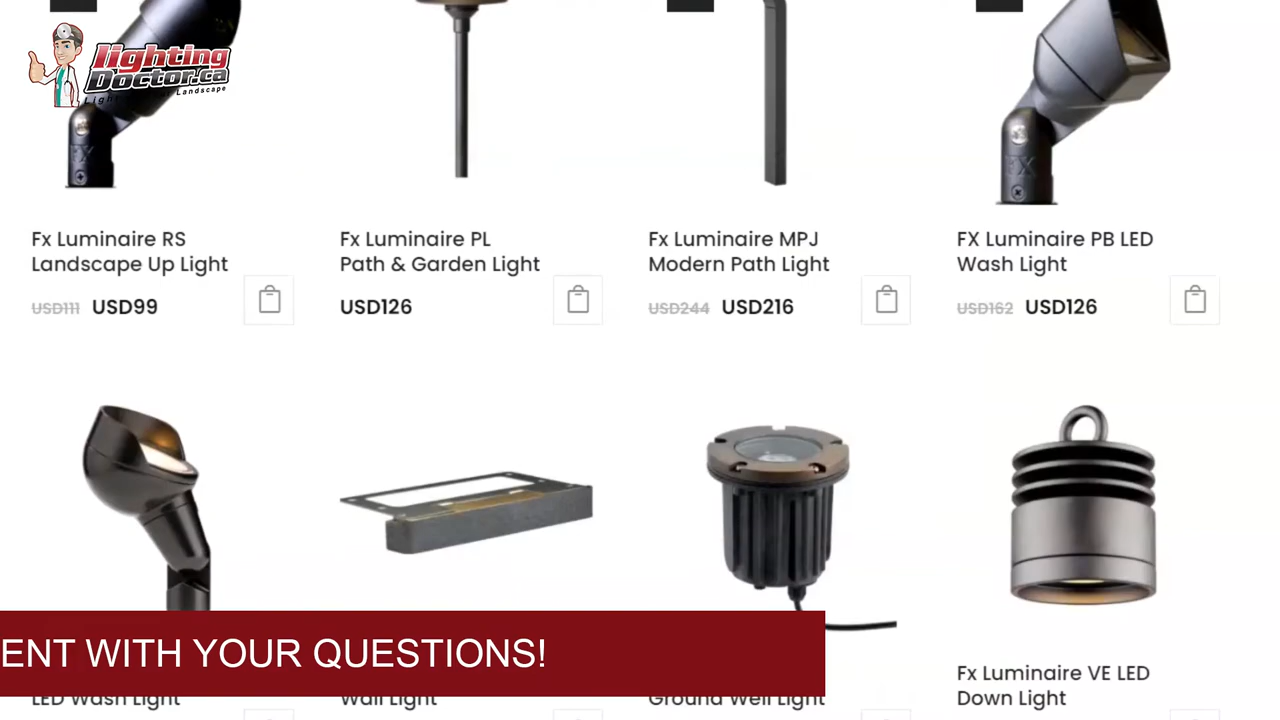 lighting
Doctor.ca
FX
FX
Fx Luminaire RS
Landscape Up Light
USD111 USD99
Fx Luminaire PL
Path & Garden Light
USD126
Fx Luminaire MPJ
Modern Path Light
USD244 USD216
FX Luminaire PB LED
Wash Light
USD162 USD126
ENT WITH YOUR QUESTIONS!
LED Wash Light
Wall Light
Ground Well Light
Fx Luminaire VE LED
Down Light